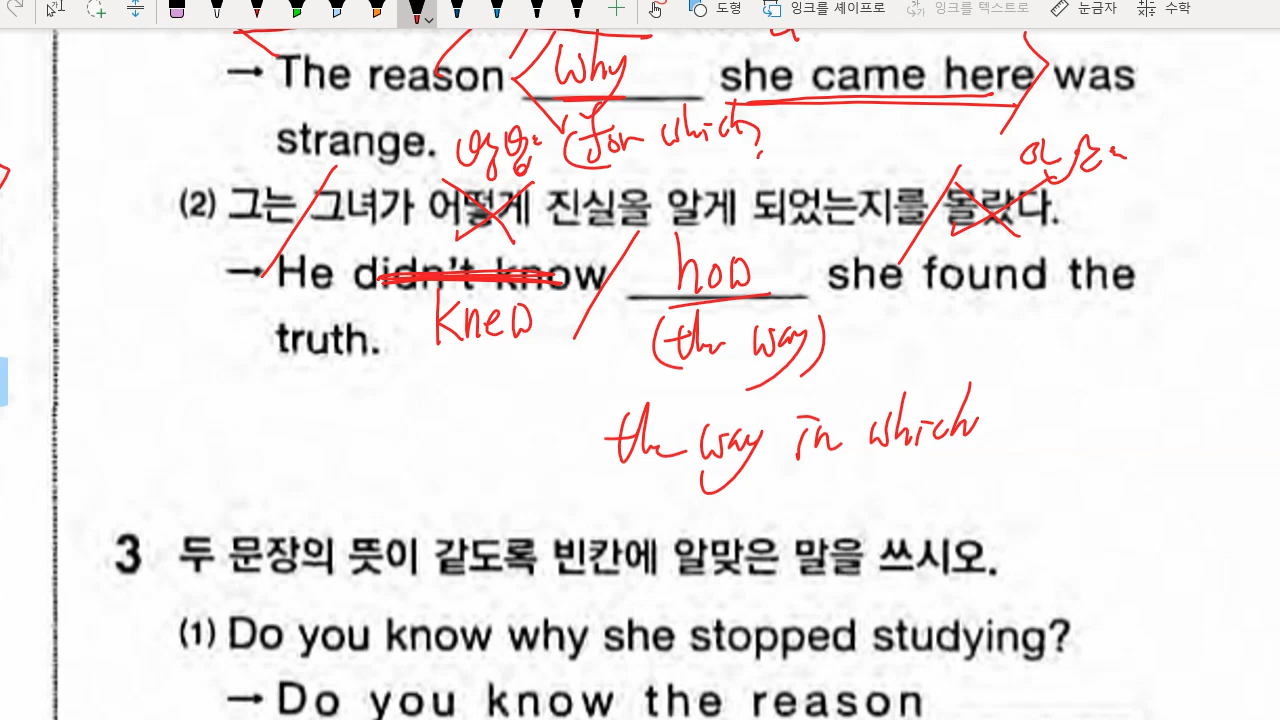 도형 잉크를 셰이프로 잉크를 텍스트로 눈금자 수학
→ The reason why she came here was
strange. (for which)
(2) 그는 그녀가 어떻게 진실을 알게 되었는지를 몰랐다.
→ He didn't know how she found the
knew
truth. (the way)
the way in which
3 두 문장의 뜻이 같도록 빈칸에 알맞은 말을 쓰시오.
(1) Do you know why she stopped studying?
→ Do you know the reason